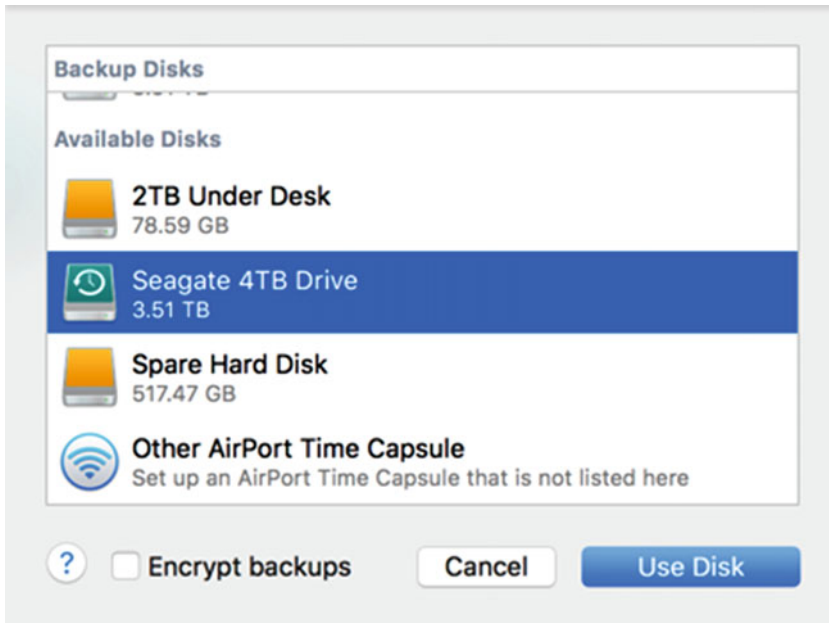 Backup Disks
Available Disks
2TB Under Desk
78.59 GB
Seagate 4TB Drive
3.51 TB
Spare Hard Disk
517.47 GB
Other AirPort Time Capsule
Set up an AirPort Time Capsule that is not listed here
? Encrypt backups Cancel Use Disk